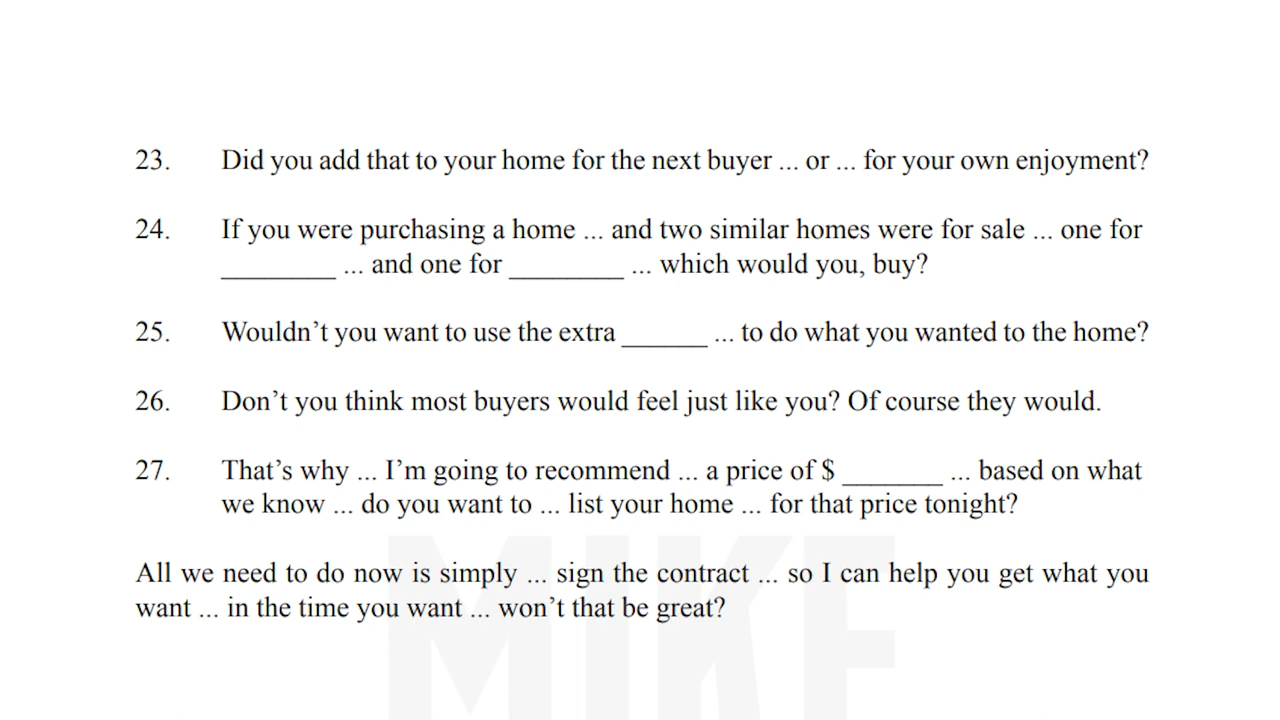 23. Did you add that to your home for the next buyer ... or ... for your own enjoyment?
24. If you were purchasing a home ... and two similar homes were for sale ... one for
________ ... and one for ________ ... which would you, buy?
25. Wouldn’t you want to use the extra ______ ... to do what you wanted to the home?
26. Don’t you think most buyers would feel just like you? Of course they would.
27. That’s why ... I’m going to recommend ... a price of $ _______ ... based on what
we know ... do you want to ... list your home ... for that price tonight?
All we need to do now is simply ... sign the contract ... so I can help you get what you
want ... in the time you want ... won’t that be great?
MIKE